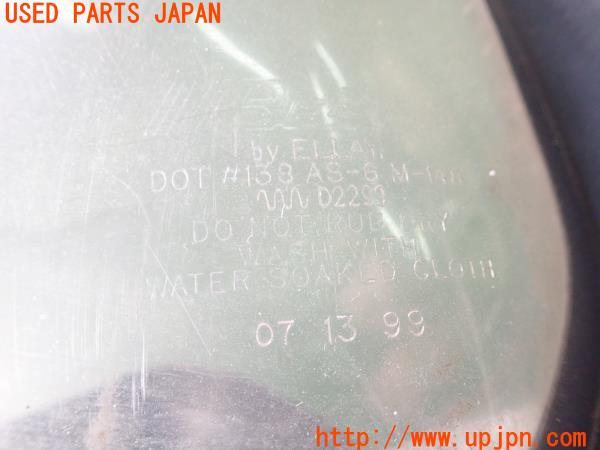 USED PARTS JAPAN
by
DOT #138 AS-6
D2299
DO NOT RUB DRY
WASH WITH
WATER SOAKED CLOTH
07 13 99
http://www.upjpn.com